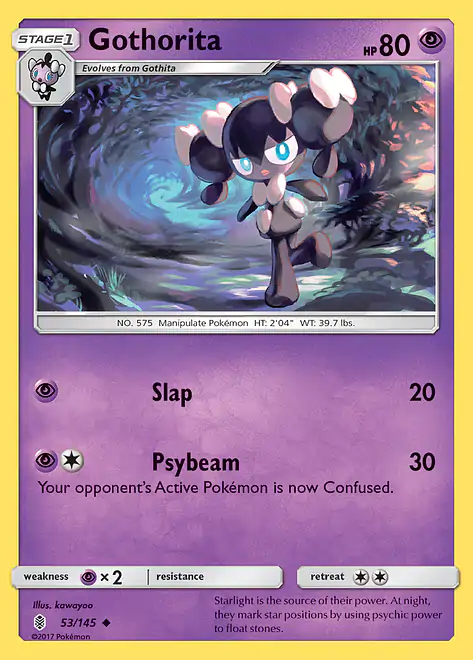 STAGE 1
Gothorita
HP 80
Evolves from Gothita
NO. 575 Manipulate Pokémon HT: 2'04" WT: 39.7 lbs.
Slap 20
Psybeam 30
Your opponent's Active Pokémon is now Confused.
weakness ×2 resistance retreat
Illus. kawayoo
53/145
©2017 Pokémon
Starlight is the source of their power. At night,
they mark star positions by using psychic power
to float stones.